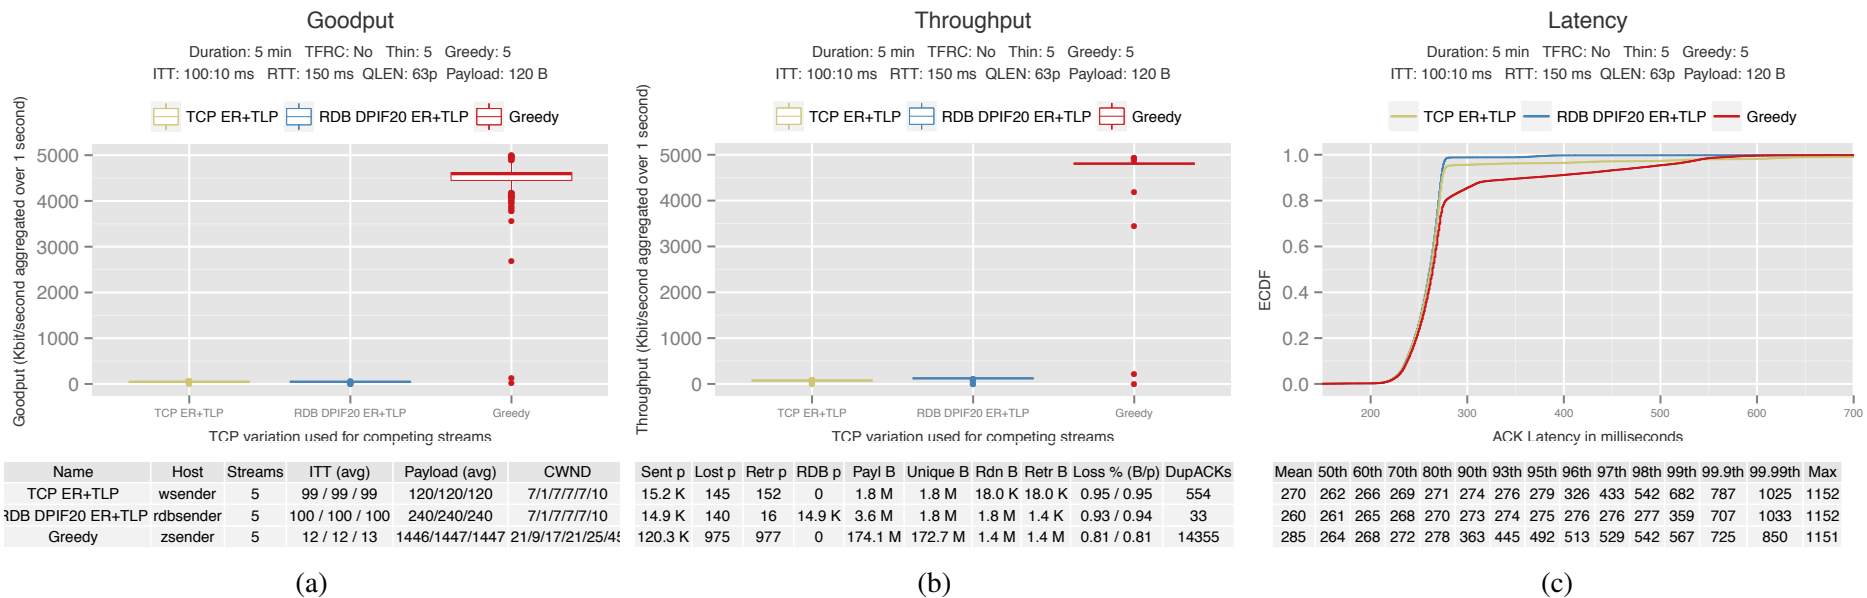 Goodput
Duration: 5 min TFRC: No Thin: 5 Greedy: 5
ITT: 100:10 ms RTT: 150 ms QLEN: 63p Payload: 120 B
TCP ER+TLP RDB DPIF20 ER+TLP Greedy
Goodput (Kbit/second aggregated over 1 second)
5000
4000
3000
2000
1000
0
TCP ER+TLP RDB DPIF20 ER+TLP Greedy
TCP variation used for competing streams
Name Host Streams ITT (avg) Payload (avg) CWND
TCP ER+TLP wsender 5 99 / 99 / 99 120/120/120 7/1/7/7/7/10
RDB DPIF20 ER+TLP rdbsender 5 100 / 100 / 100 240/240/240 7/1/7/7/7/10
Greedy zsender 5 12 / 12 / 13 1446/1447/1447 21/9/17/21/25/45
(a)
Throughput
Duration: 5 min TFRC: No Thin: 5 Greedy: 5
ITT: 100:10 ms RTT: 150 ms QLEN: 63p Payload: 120 B
TCP ER+TLP RDB DPIF20 ER+TLP Greedy
Throughput (Kbit/second aggregated over 1 second)
5000
4000
3000
2000
1000
0
TCP ER+TLP RDB DPIF20 ER+TLP Greedy
TCP variation used for competing streams
Sent p Lost p Retr p RDB p Payl B Unique B Rdn B Retr B Loss % (B/p) DupACKs
15.2 K 145 152 0 1.8 M 1.8 M 18.0 K 18.0 K 0.95 / 0.95 554
14.9 K 140 16 14.9 K 3.6 M 1.8 M 1.8 M 1.4 K 0.93 / 0.94 33
120.3 K 975 977 0 174.1 M 172.7 M 1.4 M 1.4 M 0.81 / 0.81 14355
(b)
Latency
Duration: 5 min TFRC: No Thin: 5 Greedy: 5
ITT: 100:10 ms RTT: 150 ms QLEN: 63p Payload: 120 B
TCP ER+TLP RDB DPIF20 ER+TLP Greedy
ECDF
1.0
0.8
0.6
0.4
0.2
0.0
200 300 400 500 600 700
ACK Latency in milliseconds
Mean 50th 60th 70th 80th 90th 93th 95th 96th 97th 98th 99th 99.9th 99.99th Max
270 262 266 269 271 274 276 279 326 433 542 682 787 1025 1152
260 261 265 268 270 273 274 275 276 276 277 359 707 1033 1152
285 264 268 272 278 363 445 492 513 529 542 567 725 850 1151
(c)